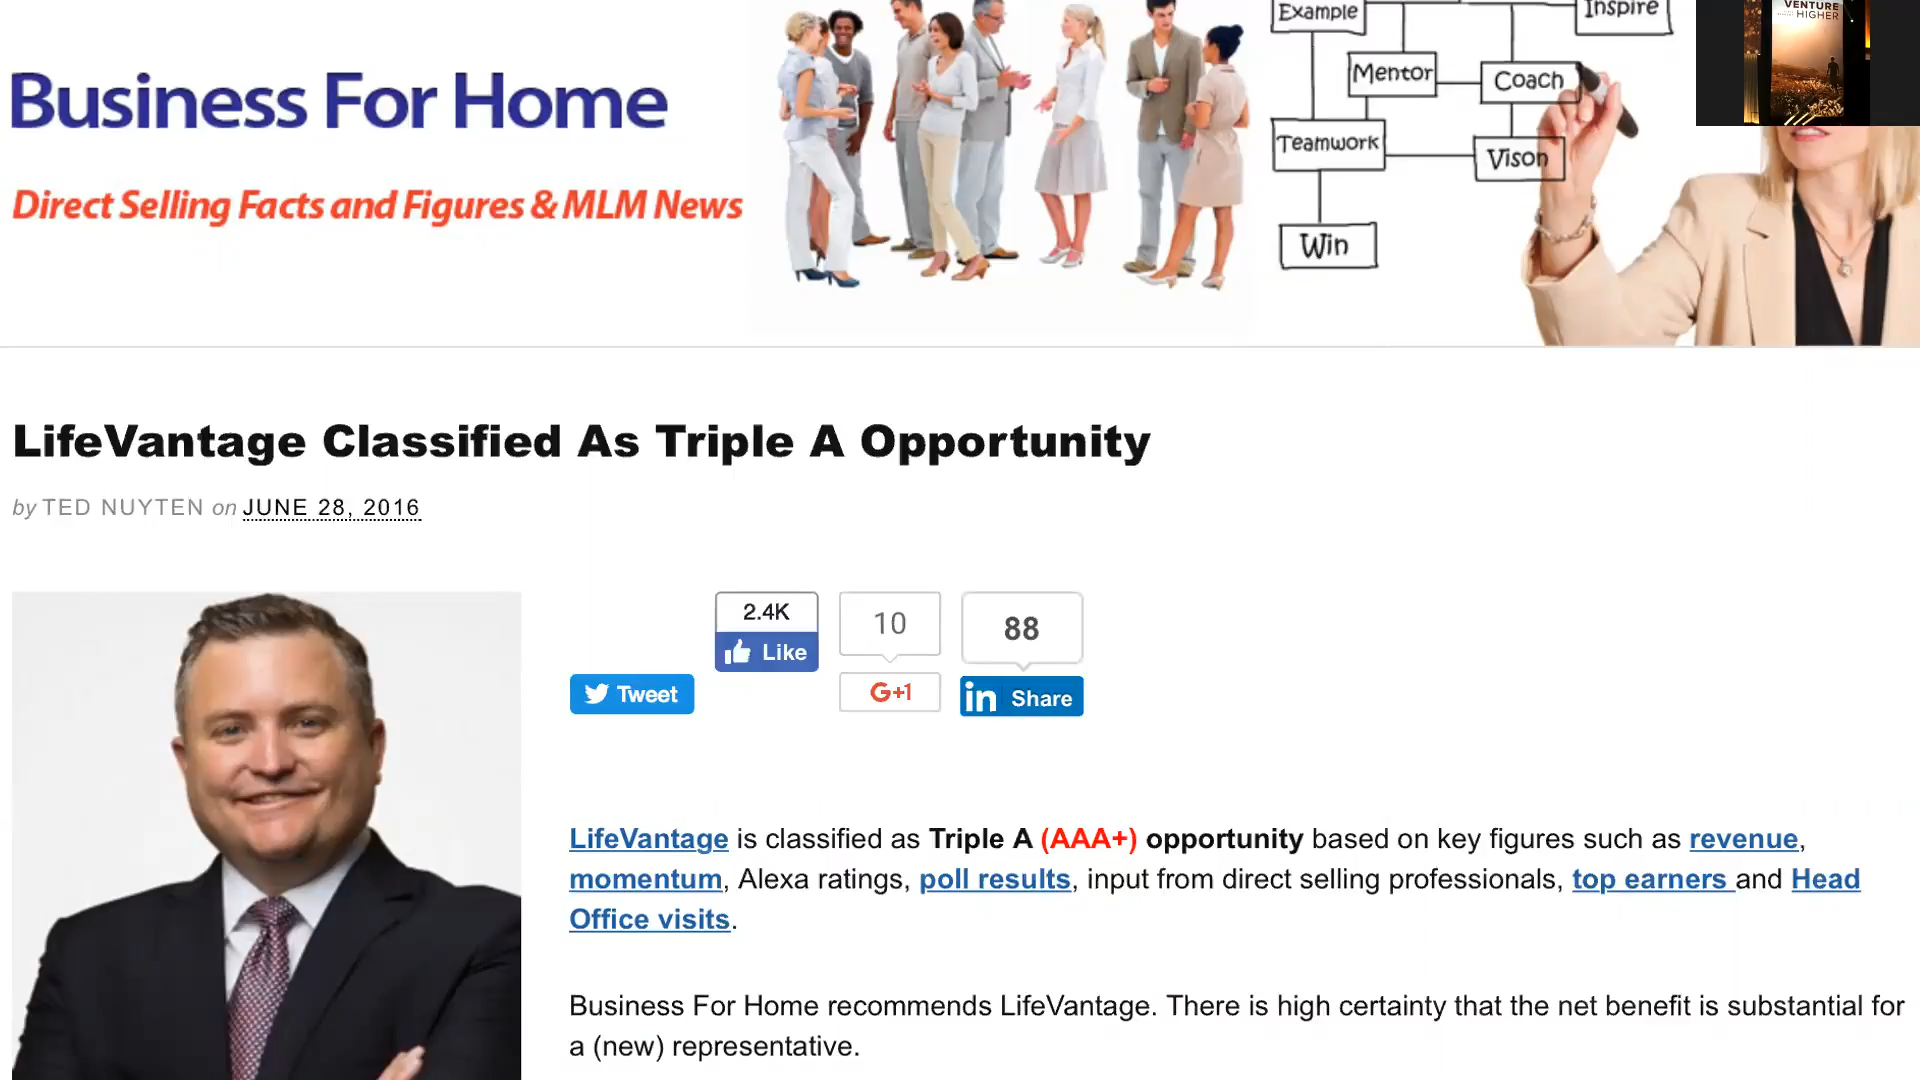 Business For Home
Direct Selling Facts and Figures & MLM News
Example
Inspire
Mentor
Coach
Teamwork
Vison
Win
VENTURE
HIGHER
LifeVantage Classified As Triple A Opportunity
by TED NUYTEN on JUNE 28, 2016
2.4K
Like
10
88
Tweet
G+1
in Share
LifeVantage is classified as Triple A (AAA+) opportunity based on key figures such as revenue,
momentum, Alexa ratings, poll results, input from direct selling professionals, top earners and Head
Office visits.
Business For Home recommends LifeVantage. There is high certainty that the net benefit is substantial for
a (new) representative.